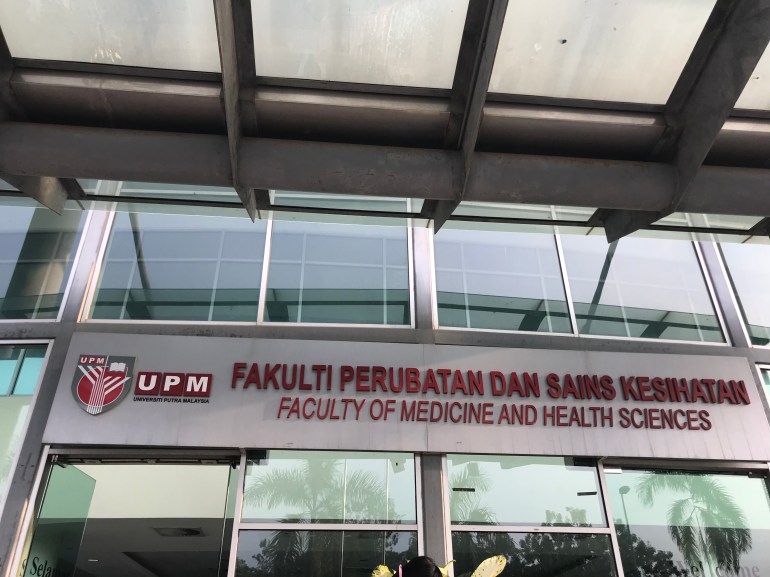 UPM
UPM
UNIVERSITI PUTRA MALAYSIA
FAKULTI PERUBATAN DAN SAINS KESIHATAN
FACULTY OF MEDICINE AND HEALTH SCIENCES